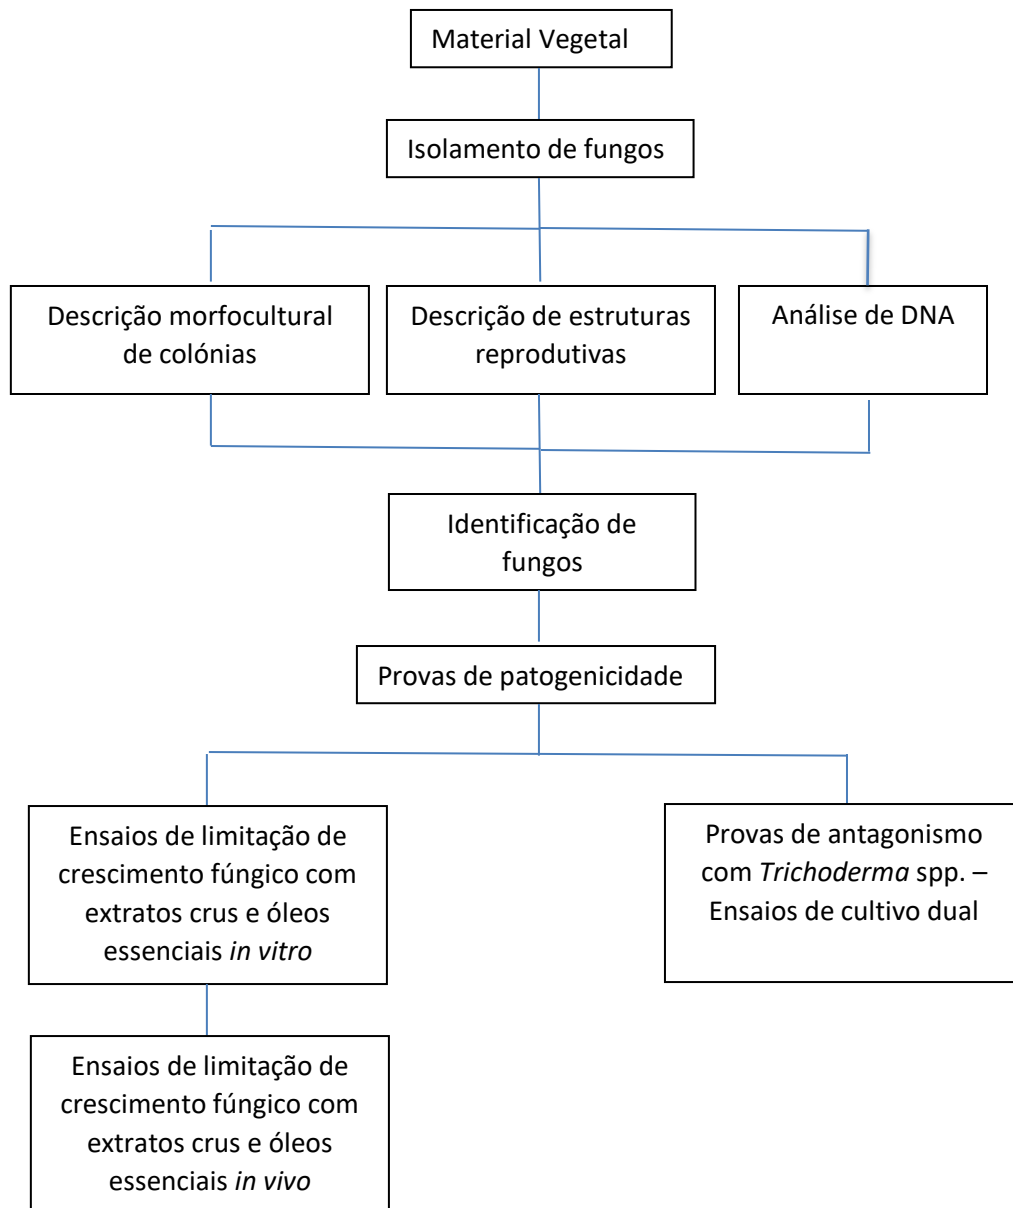 Material Vegetal
Isolamento de fungos
Descrição morfocultural
de colónias
Descrição de estruturas
reprodutivas
Análise de DNA
Identificação de
fungos
Provas de patogenicidade
Ensaios de limitação de
crescimento fúngico com
extratos crus e óleos
essenciais in vitro
Provas de antagonismo
com Trichoderma spp. –
Ensaios de cultivo dual
Ensaios de limitação de
crescimento fúngico com
extratos crus e óleos
essenciais in vivo